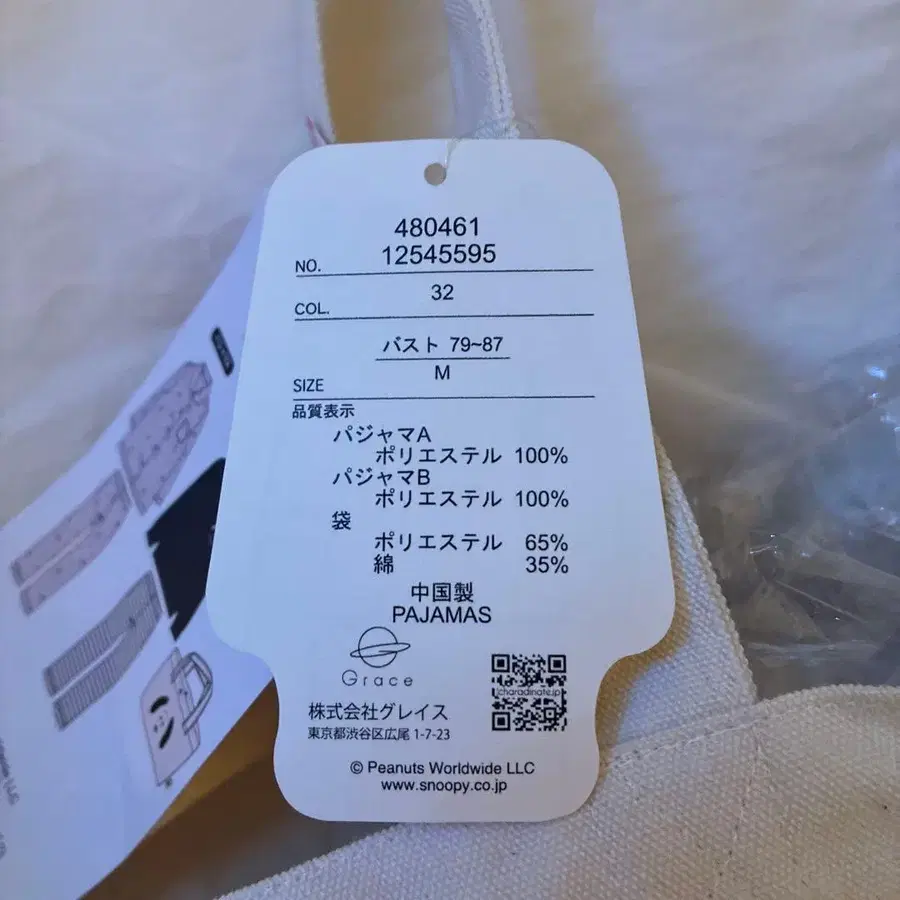 480461
NO. 12545595
COL. 32
バスト 79~87
SIZE M
品質表示
パジャマA
ポリエステル 100%
パジャマB
ポリエステル 100%
袋
ポリエステル 65%
綿 35%
中国製
PAJAMAS
Grace
charadinate.jp
株式会社グレイス
東京都渋谷区広尾 1-7-23
© Peanuts Worldwide LLC
www.snoopy.co.jp